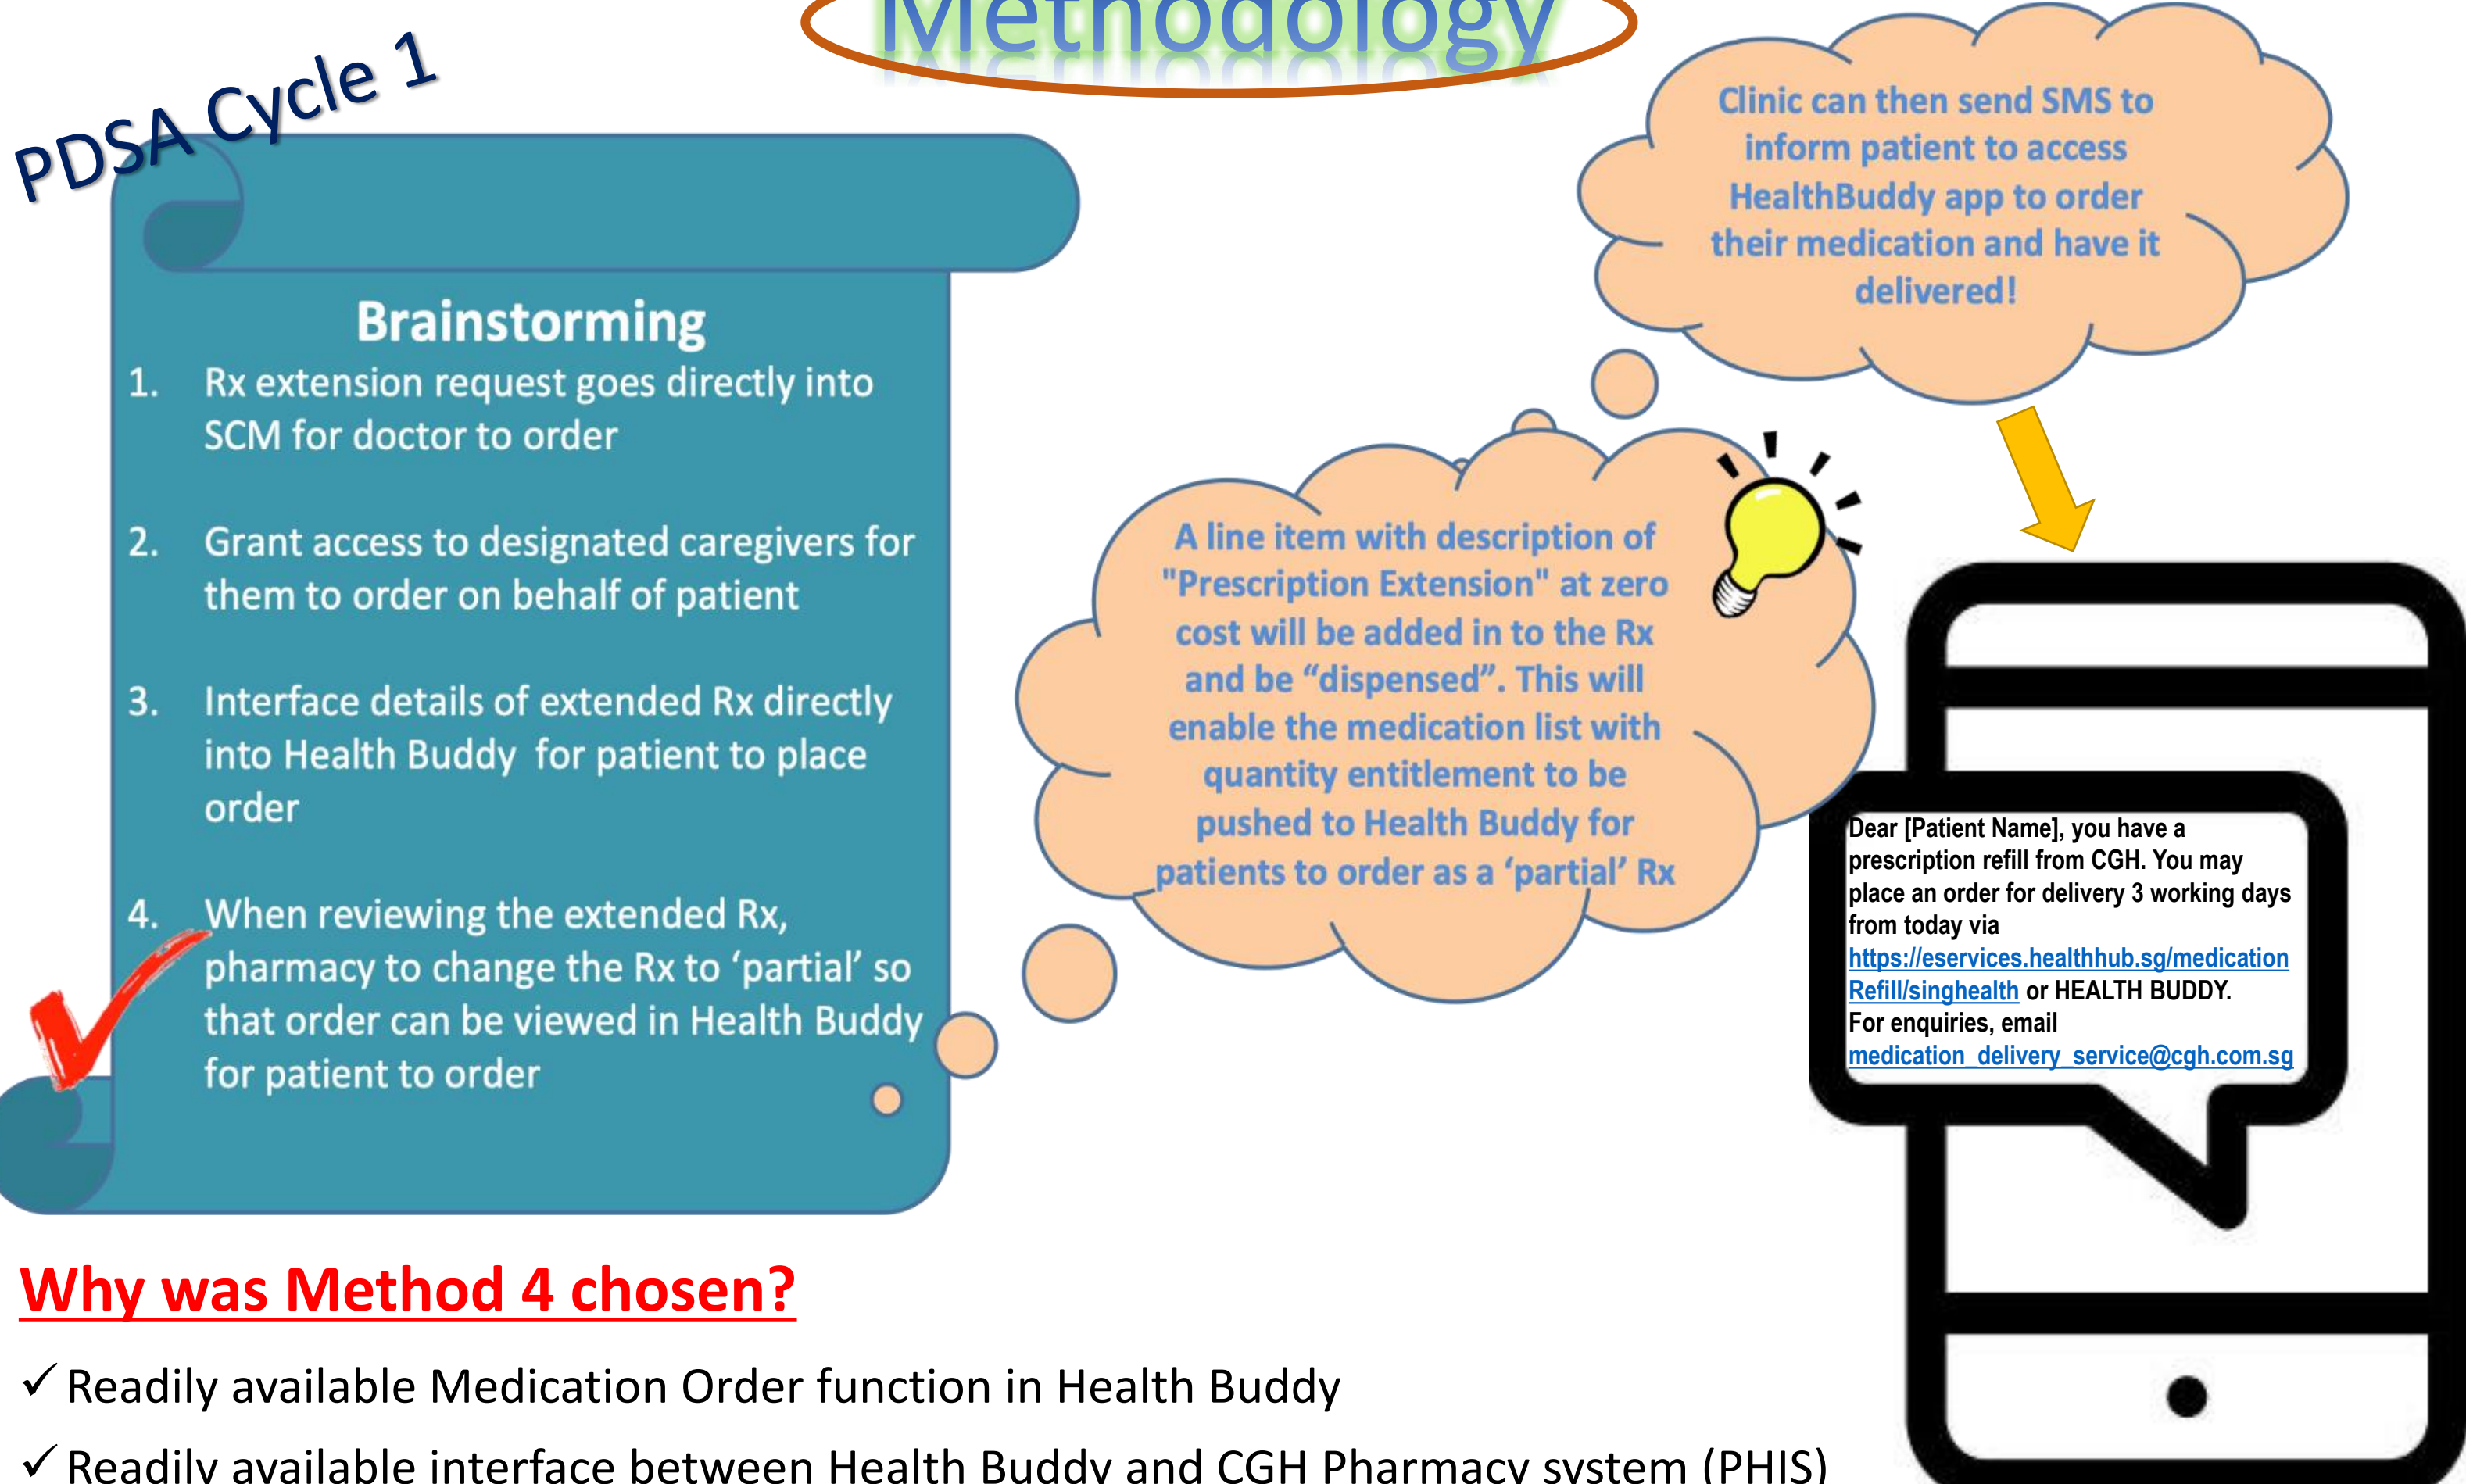 Methodology
PDSA Cycle 1
Brainstorming
1. Rx extension request goes directly into
SCM for doctor to order
2. Grant access to designated caregivers for
them to order on behalf of patient
3. Interface details of extended Rx directly
into Health Buddy for patient to place
order
4. When reviewing the extended Rx,
pharmacy to change the Rx to ‘partial’ so
that order can be viewed in Health Buddy
for patient to order
A line item with description of
"Prescription Extension" at zero
cost will be added in to the Rx
and be “dispensed”. This will
enable the medication list with
quantity entitlement to be
pushed to Health Buddy for
patients to order as a ‘partial’ Rx
Clinic can then send SMS to
inform patient to access
HealthBuddy app to order
their medication and have it
delivered!
Dear [Patient Name], you have a
prescription refill from CGH. You may
place an order for delivery 3 working days
from today via
https://eservices.healthhub.sg/medication
Refill/singhealth or HEALTH BUDDY.
For enquiries, email
medication_delivery_service@cgh.com.sg
Why was Method 4 chosen?
✓ Readily available Medication Order function in Health Buddy
✓ Readily available interface between Health Buddy and CGH Pharmacy system (PHIS)